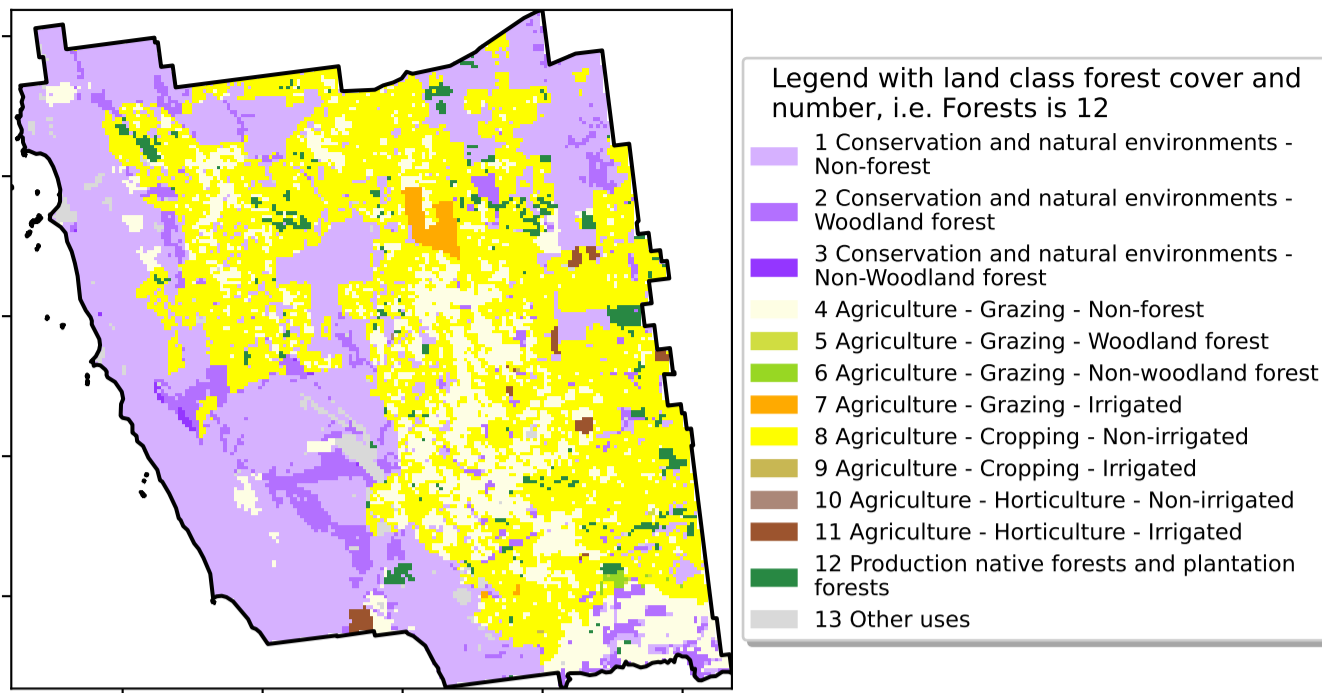 Legend with land class forest cover and
number, i.e. Forests is 12
1 Conservation and natural environments -
Non-forest
2 Conservation and natural environments -
Woodland forest
3 Conservation and natural environments -
Non-Woodland forest
4 Agriculture - Grazing - Non-forest
5 Agriculture - Grazing - Woodland forest
6 Agriculture - Grazing - Non-woodland forest
7 Agriculture - Grazing - Irrigated
8 Agriculture - Cropping - Non-irrigated
9 Agriculture - Cropping - Irrigated
10 Agriculture - Horticulture - Non-irrigated
11 Agriculture - Horticulture - Irrigated
12 Production native forests and plantation
forests
13 Other uses